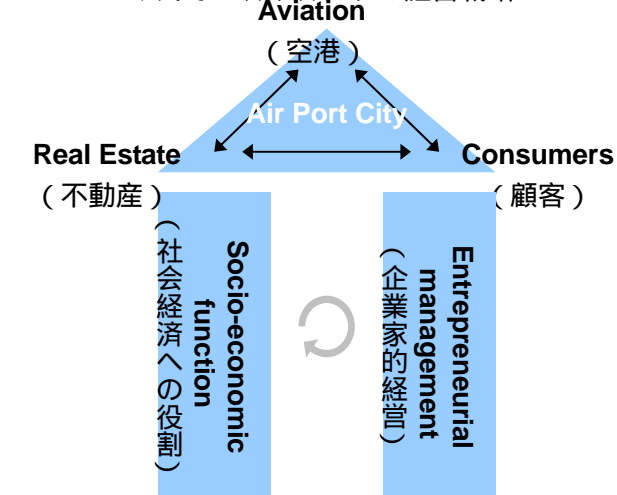 Aviation
（空港）
Air Port City
Real Estate
（不動産）
Consumers
（顧客）
Socio-economic
function
（社会経済への役割）
Entrepreneurial
management
（企業家的経営）